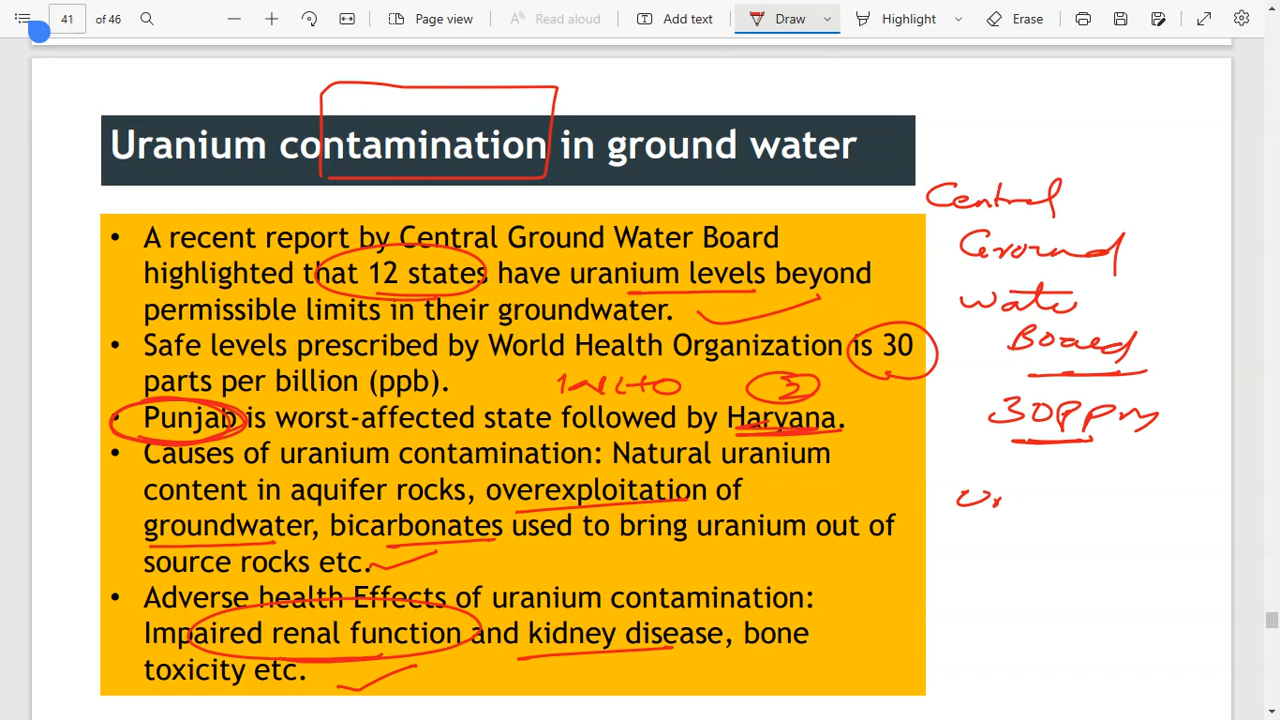 41 of 46 Page view Read aloud Add text Draw Highlight Erase
Uranium contamination in ground water
• A recent report by Central Ground Water Board
highlighted that 12 states have uranium levels beyond
permissible limits in their groundwater.
• Safe levels prescribed by World Health Organization is 30
parts per billion (ppb).
WHO
• Punjab is worst-affected state followed by Haryana.
• Causes of uranium contamination: Natural uranium
content in aquifer rocks, overexploitation of
groundwater, bicarbonates used to bring uranium out of
source rocks etc.
• Adverse health Effects of uranium contamination:
Impaired renal function and kidney disease, bone
toxicity etc.
Central
Ground
Water
Board
30PPm